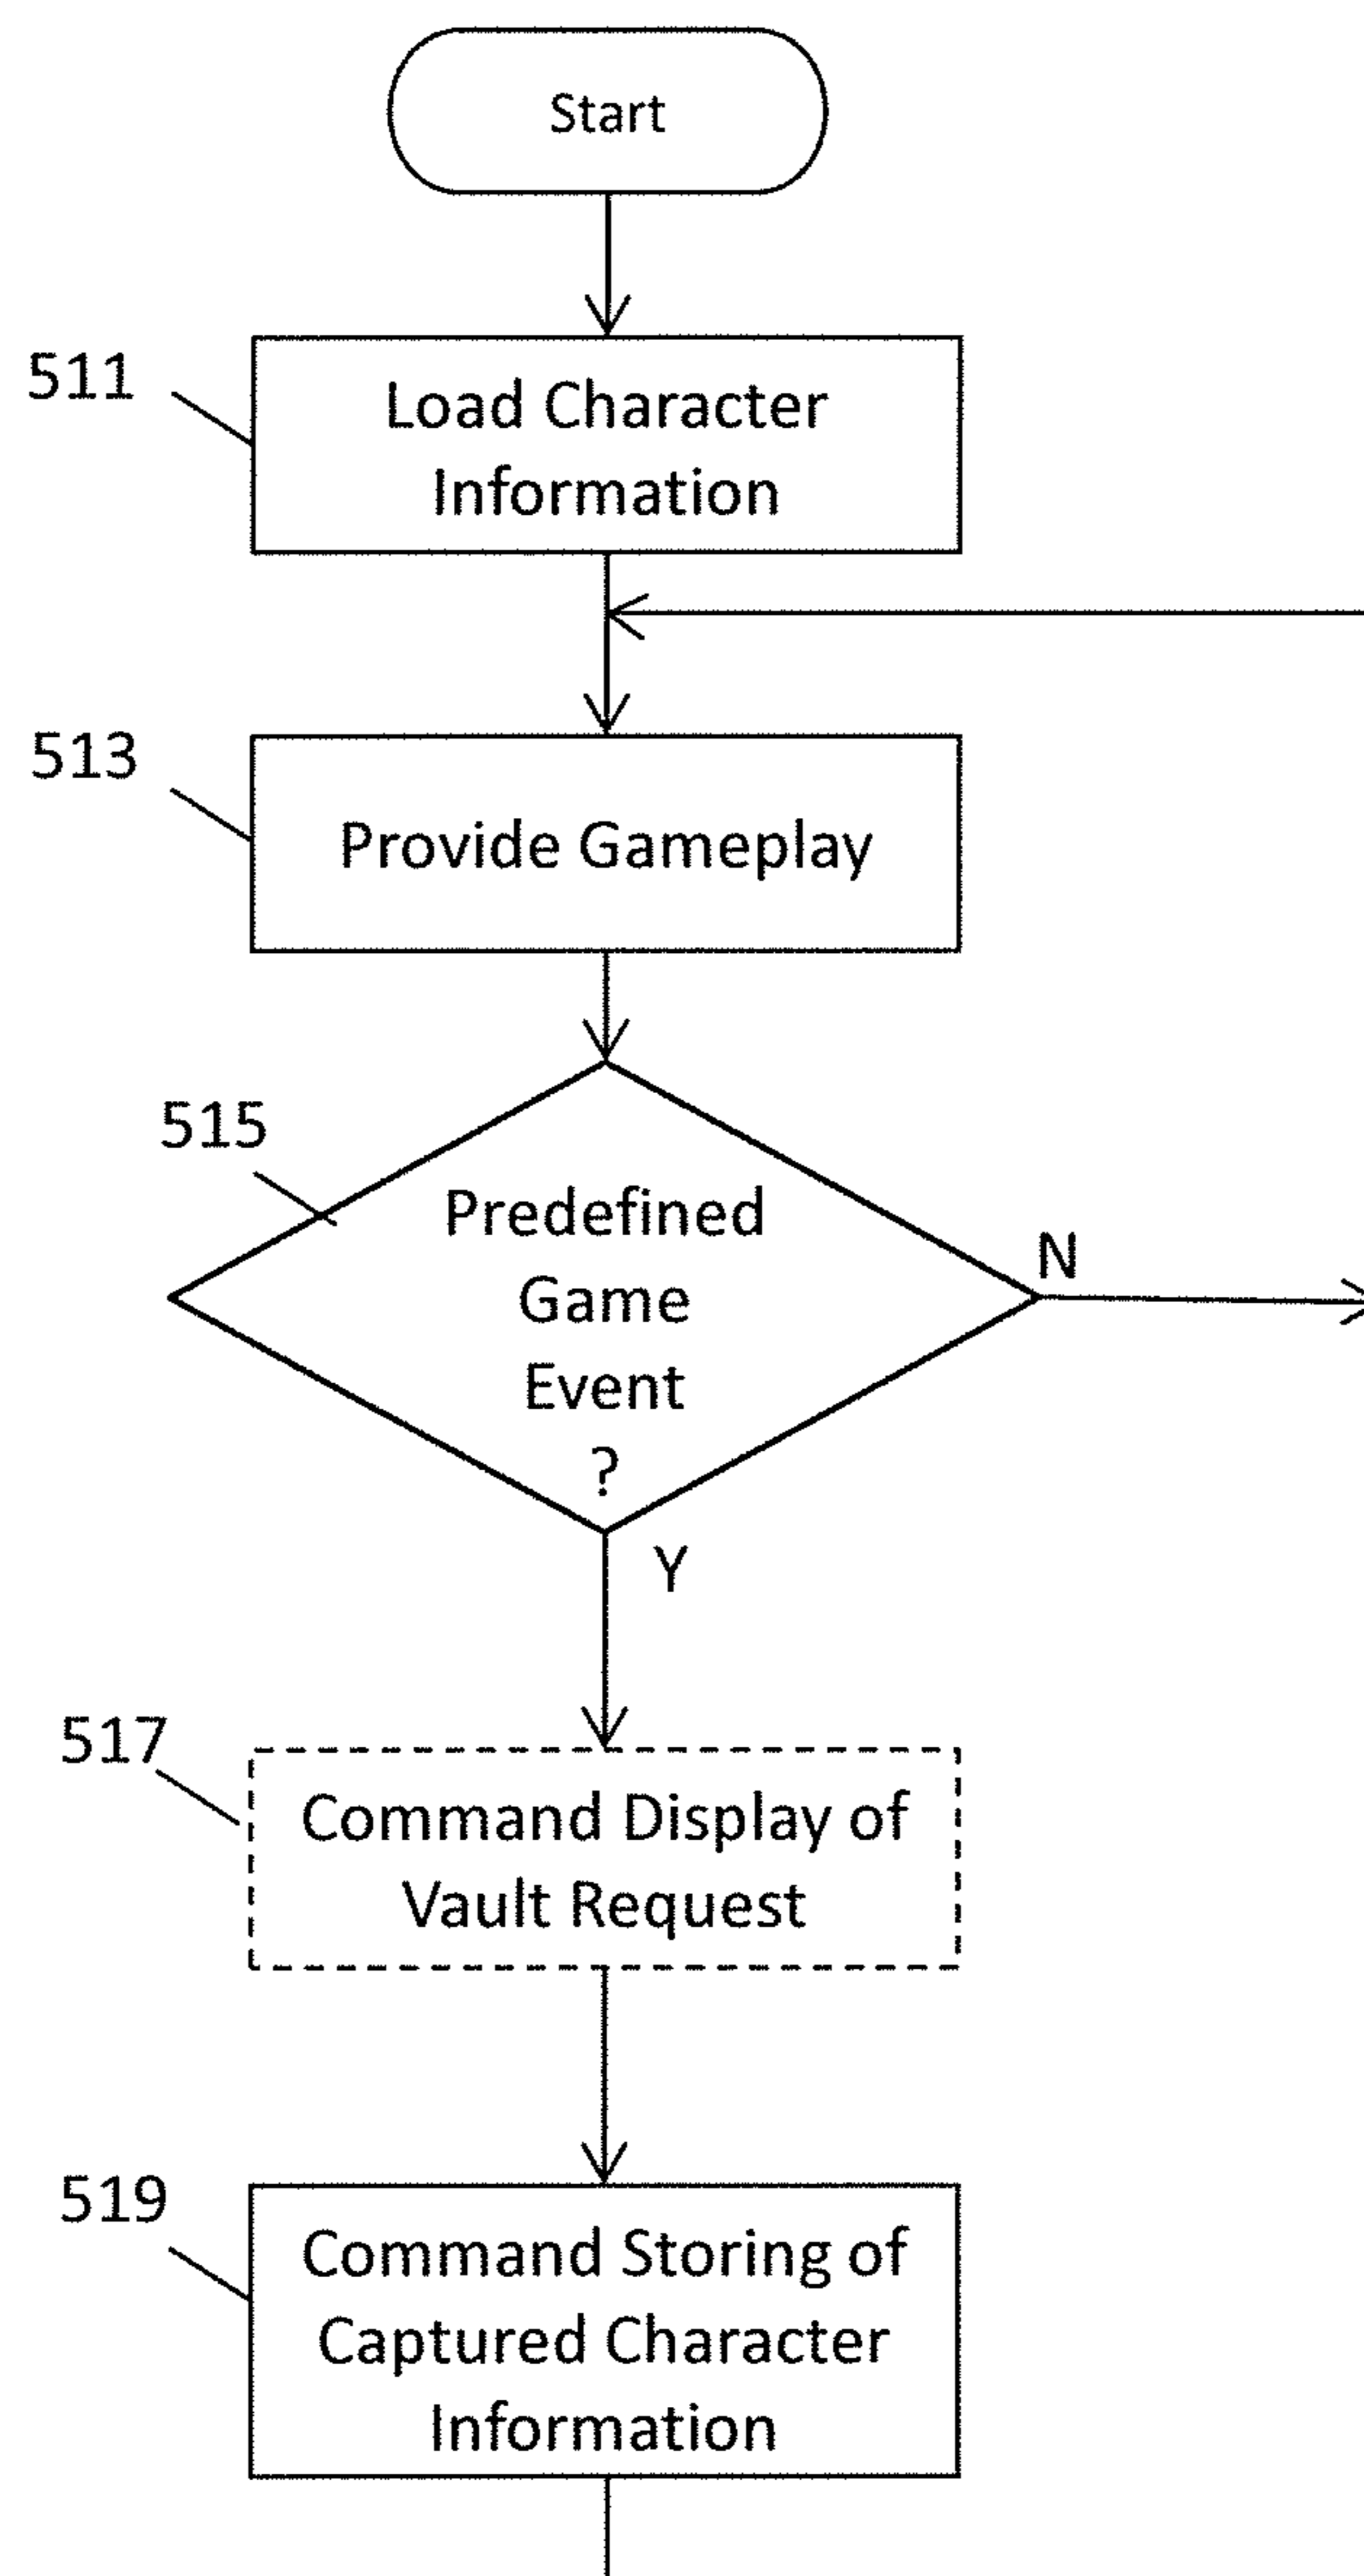 Start
511
Load Character
Information
513
Provide Gameplay
515
Predefined
Game
Event
?
N
Y
517
Command Display of
Vault Request
519
Command Storing of
Captured Character
Information